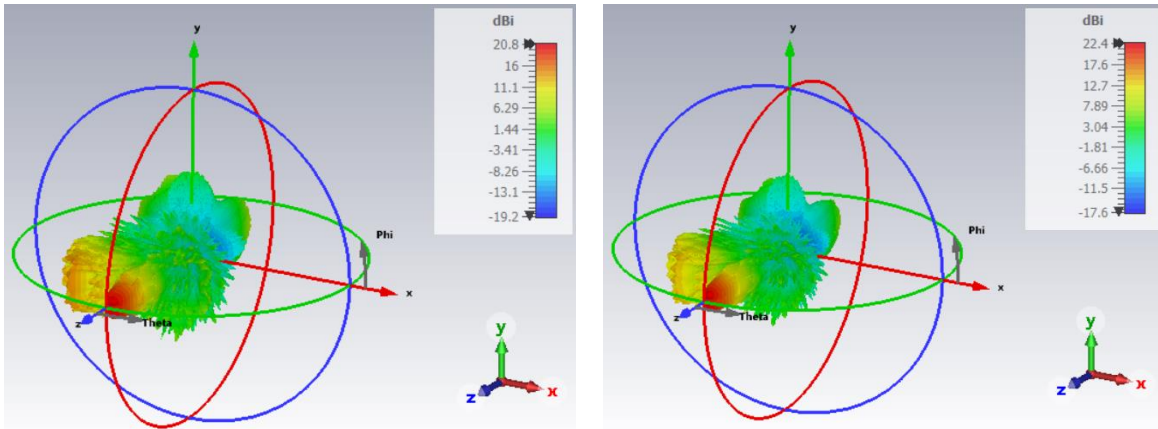 dBi
20.8
16
11.1
6.29
1.44
-3.41
-8.26
-13.1
-19.2
y
Phi
x
z
Theta
y
z
x
dBi
22.4
17.6
12.7
7.89
3.04
-1.81
-6.66
-11.5
-17.6
y
Phi
x
z
Theta
y
z
x